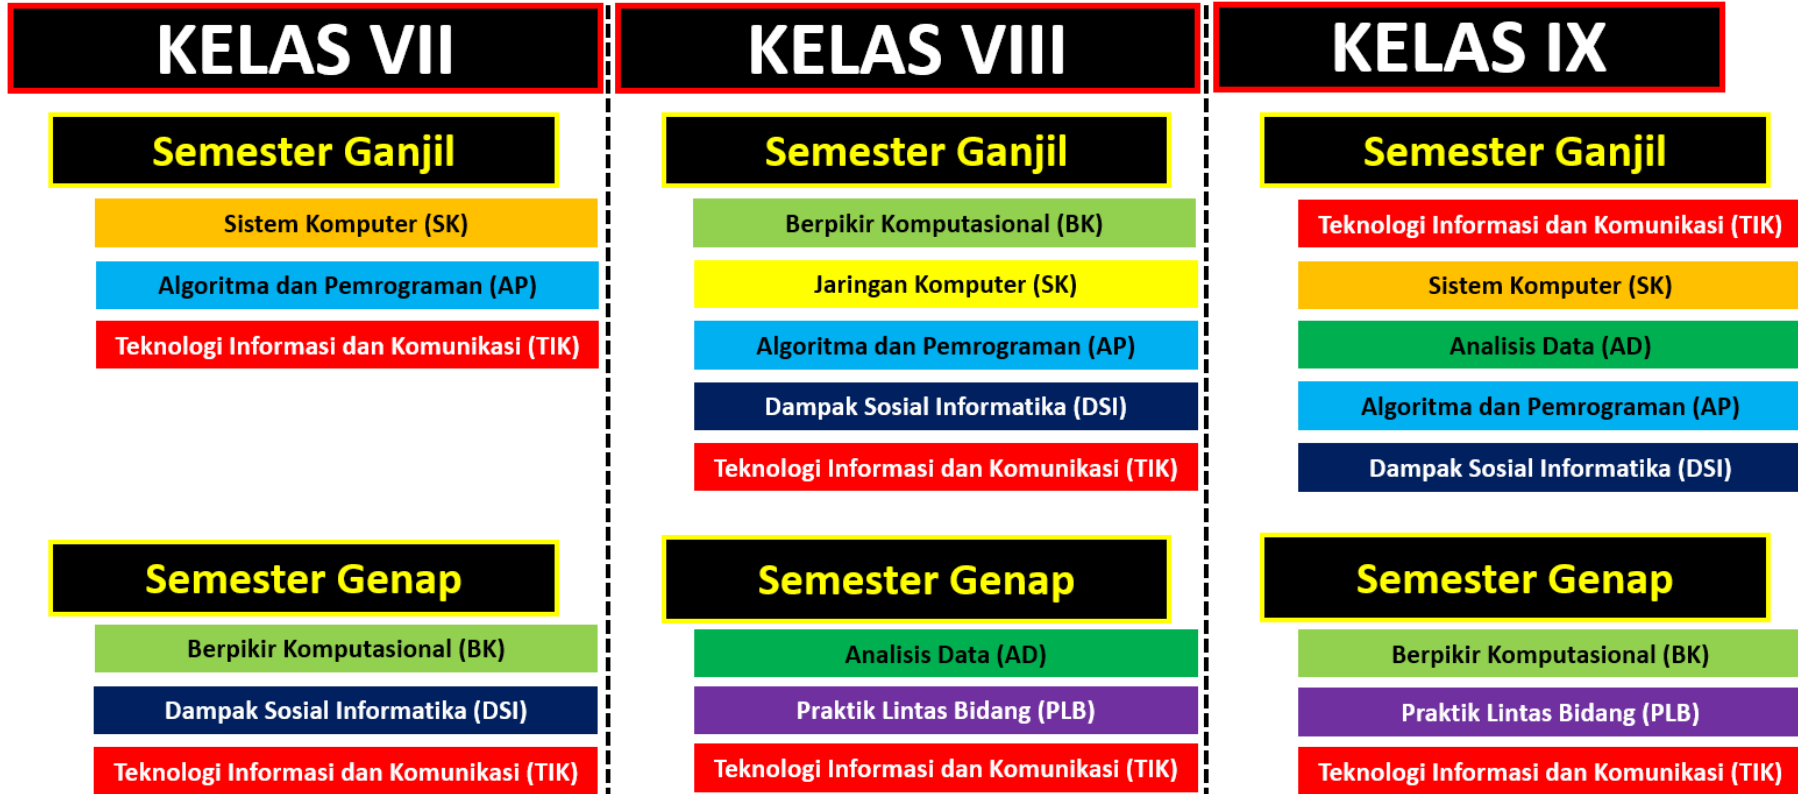 KELAS VII
Semester Ganjil
Sistem Komputer (SK)
Algoritma dan Pemrograman (AP)
Teknologi Informasi dan Komunikasi (TIK)
Semester Genap
Berpikir Komputasional (BK)
Dampak Sosial Informatika (DSI)
Teknologi Informasi dan Komunikasi (TIK)
KELAS VIII
Semester Ganjil
Berpikir Komputasional (BK)
Jaringan Komputer (SK)
Algoritma dan Pemrograman (AP)
Dampak Sosial Informatika (DSI)
Teknologi Informasi dan Komunikasi (TIK)
Semester Genap
Analisis Data (AD)
Praktik Lintas Bidang (PLB)
Teknologi Informasi dan Komunikasi (TIK)
KELAS IX
Semester Ganjil
Teknologi Informasi dan Komunikasi (TIK)
Sistem Komputer (SK)
Analisis Data (AD)
Algoritma dan Pemrograman (AP)
Dampak Sosial Informatika (DSI)
Semester Genap
Berpikir Komputasional (BK)
Praktik Lintas Bidang (PLB)
Teknologi Informasi dan Komunikasi (TIK)